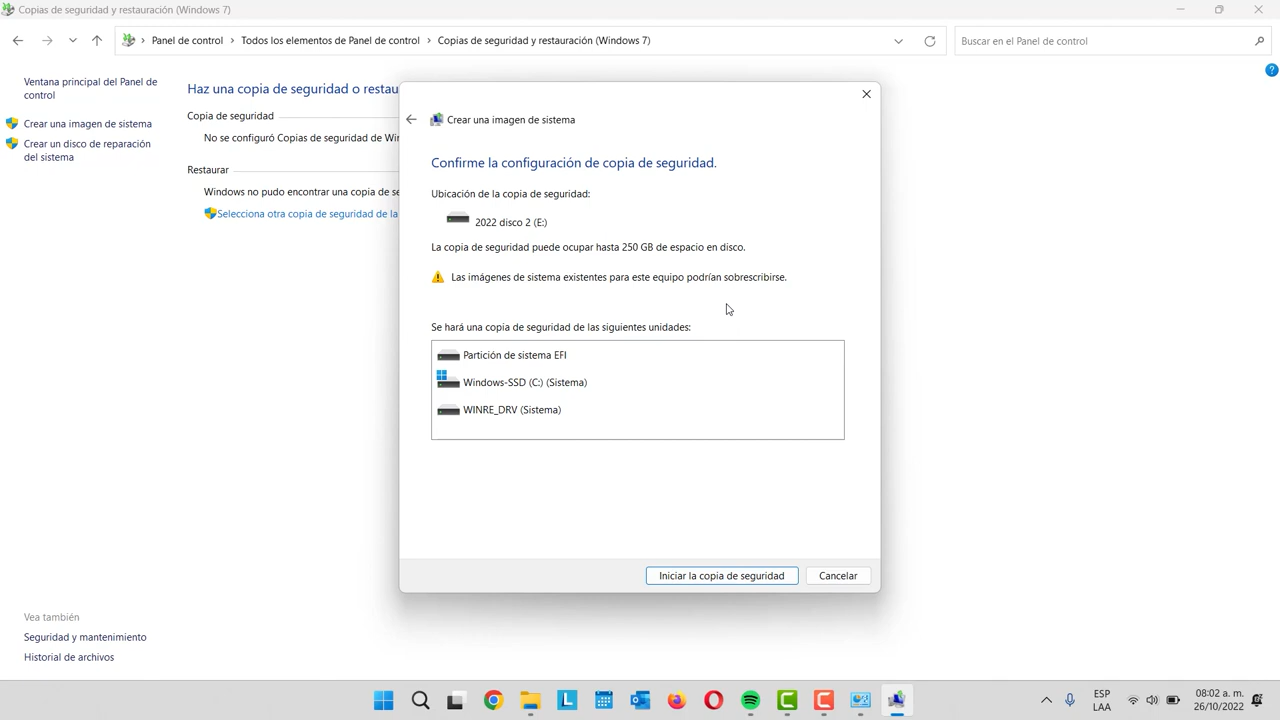 Copias de seguridad y restauración (Windows 7)
Panel de control
Todos los elementos de Panel de control
Copias de seguridad y restauración (Windows 7)
Buscar en el Panel de control
Ventana principal del Panel de
control
Crear una imagen de sistema
Crear un disco de reparación
del sistema
Haz una copia de seguridad o restau
Copia de seguridad
No se configuró Copias de seguridad de Wir
Restaurar
Windows no pudo encontrar una copia de se
Selecciona otra copia de seguridad de la
Crear una imagen de sistema
Confirme la configuración de copia de seguridad.
Ubicación de la copia de seguridad:
2022 disco 2 (E:)
La copia de seguridad puede ocupar hasta 250 GB de espacio en disco.
Las imágenes de sistema existentes para este equipo podrían sobrescribirse.
Se hará una copia de seguridad de las siguientes unidades:
Partición de sistema EFI
Windows-SSD (C:) (Sistema)
WINRE_DRV (Sistema)
Iniciar la copia de seguridad
Cancelar
Vea también
Seguridad y mantenimiento
Historial de archivos
ESP
LAA
08:02 a. m.
26/10/2022